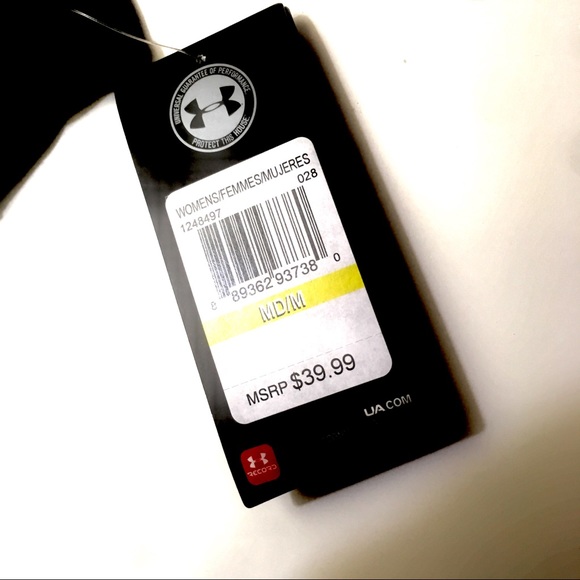 UNIVERSAL GUARANTEE OF PERFORMANCE
PROTECT THIS HOUSE
WOMENS/FEMMES/MUJERES
1248497 028
8 89362 93738 0
MD/M
MSRP $39.99
UA.COM
RECORD